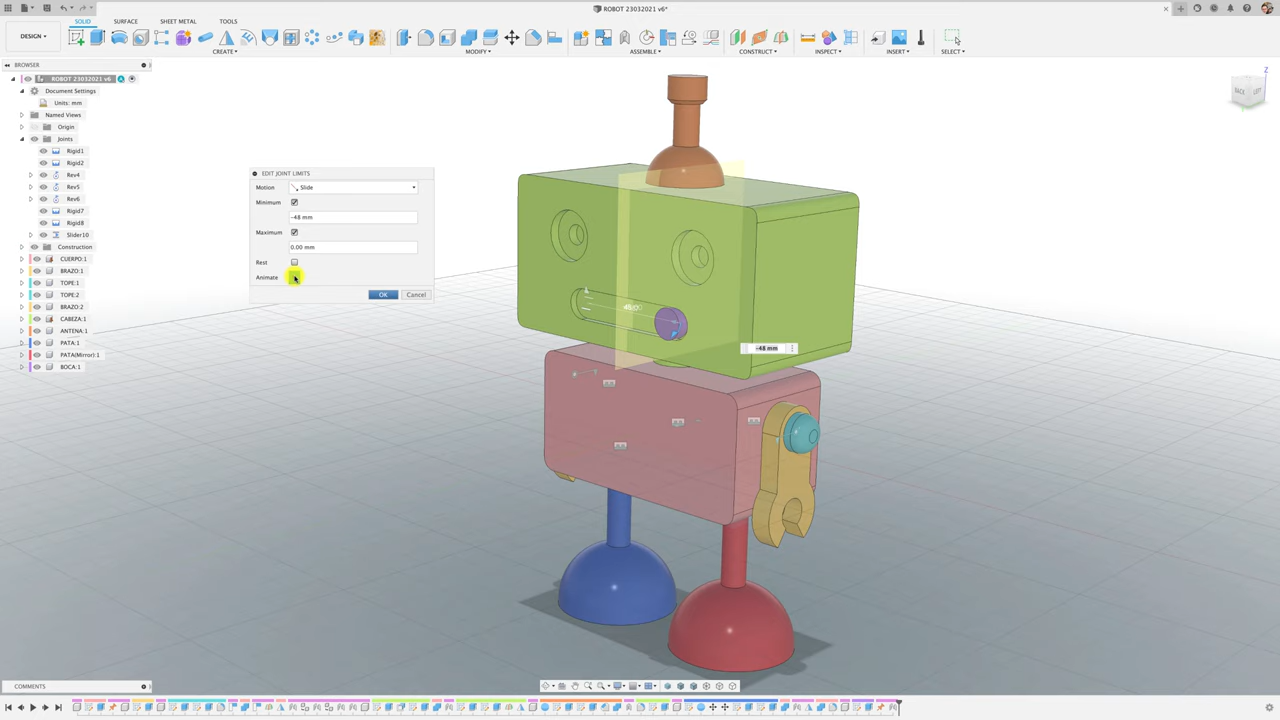 ROBOT 23032021 v6*
SOLID
SURFACE
SHEET METAL
TOOLS
DESIGN
CREATE
MODIFY
ASSEMBLE
CONSTRUCT
INSPECT
INSERT
SELECT
BROWSER
ROBOT 23032021 v6
Document Settings
Units: mm
Named Views
Origin
Joints
Rigid1
Rigid2
Rev4
Rev5
Rev6
Rigid7
Rigid8
Slider10
Construction
CUERPO:1
BRAZO:1
TOPE:1
TOPE:2
BRAZO:2
CABEZA:1
ANTENA:1
PATA:1
PATA(Mirror):1
BOCA:1
EDIT JOINT LIMITS
Motion
Slide
Minimum
-48 mm
Maximum
0.00 mm
Rest
Animate
OK
Cancel
-48 mm
Z
BACK
LEFT
COMMENTS